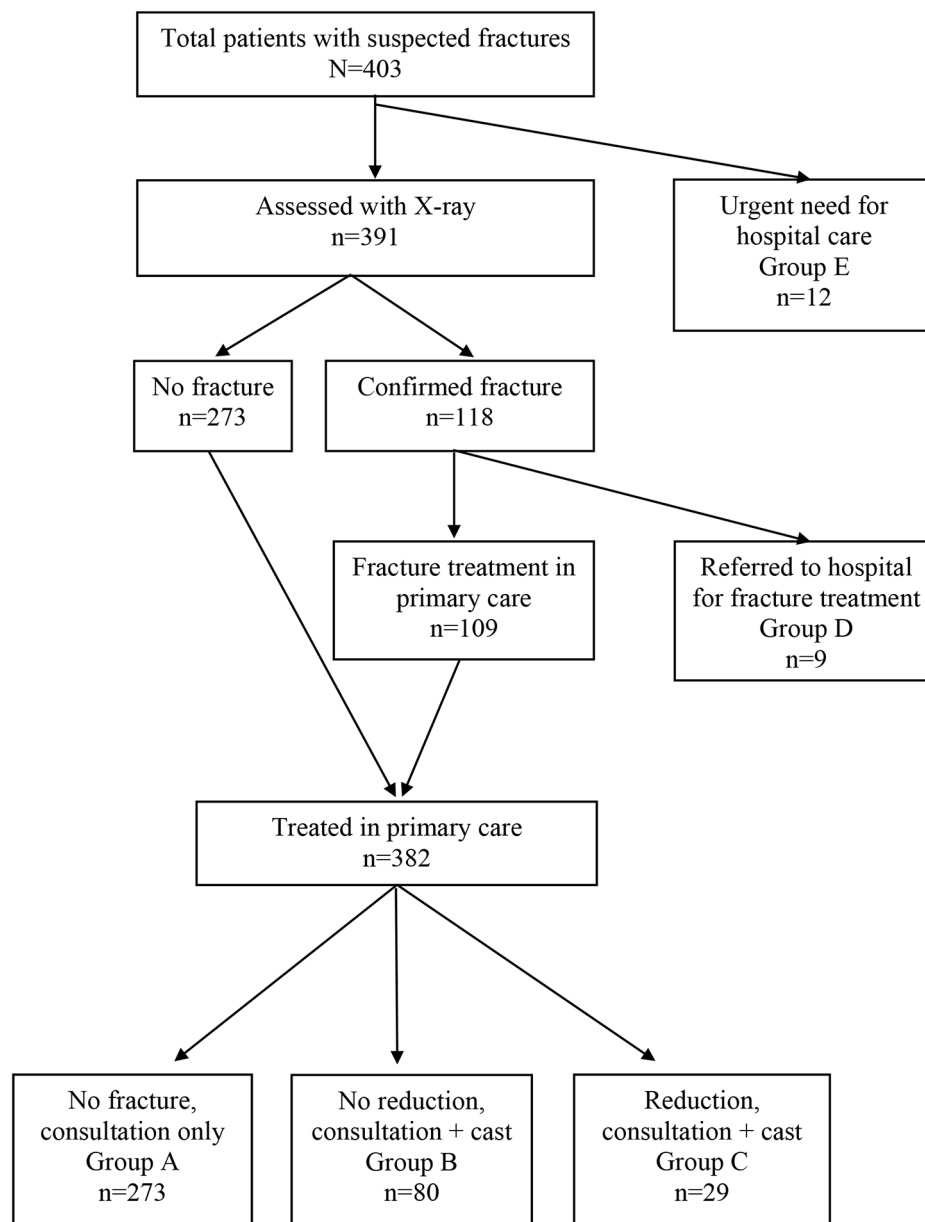 Total patients with suspected fractures
N=403
Assessed with X-ray
n=391
Urgent need for
hospital care
Group E
n=12
No fracture
n=273
Confirmed fracture
n=118
Fracture treatment in
primary care
n=109
Referred to hospital
for fracture treatment
Group D
n=9
Treated in primary care
n=382
No fracture,
consultation only
Group A
n=273
No reduction,
consultation + cast
Group B
n=80
Reduction,
consultation + cast
Group C
n=29